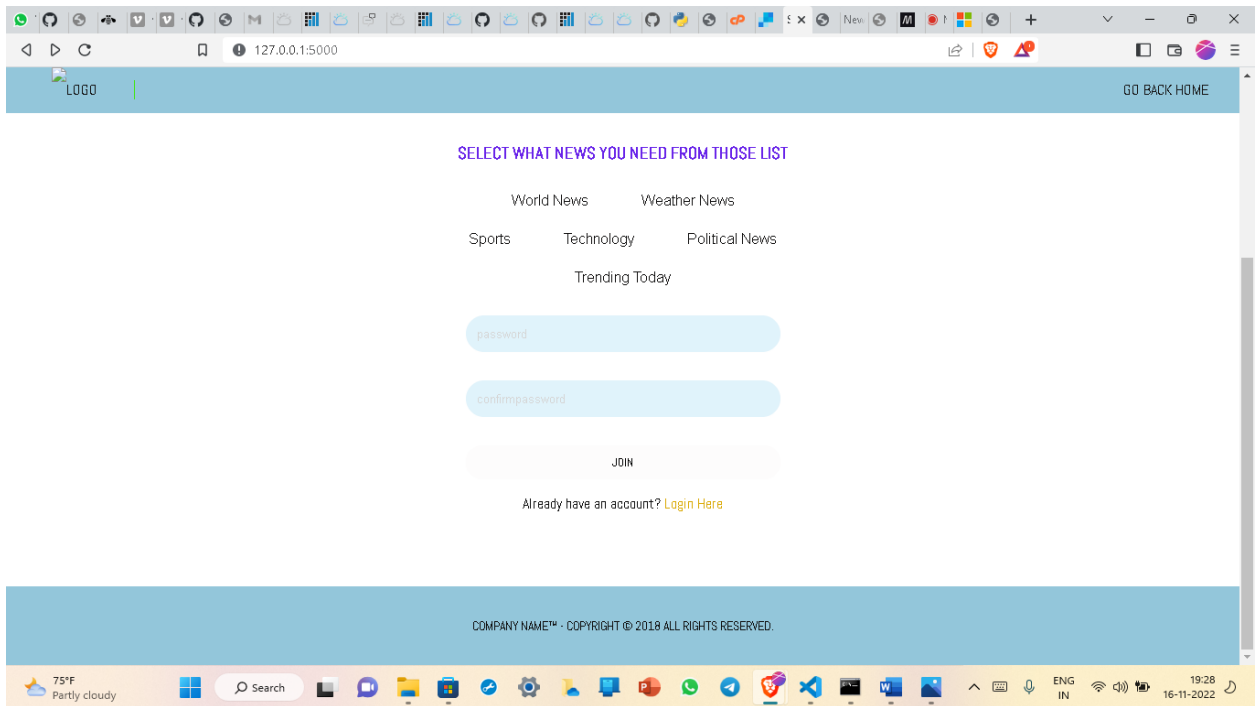 New
127.0.0.1:5000
LOGO
GO BACK HOME
SELECT WHAT NEWS YOU NEED FROM THOSE LIST
World News Weather News
Sports Technology Political News
Trending Today
password
confirmpassword
JOIN
Already have an account? Login Here
COMPANY NAME™ - COPYRIGHT © 2018 ALL RIGHTS RESERVED.
75°F
Partly cloudy
Search
ENG
IN
19:28
16-11-2022